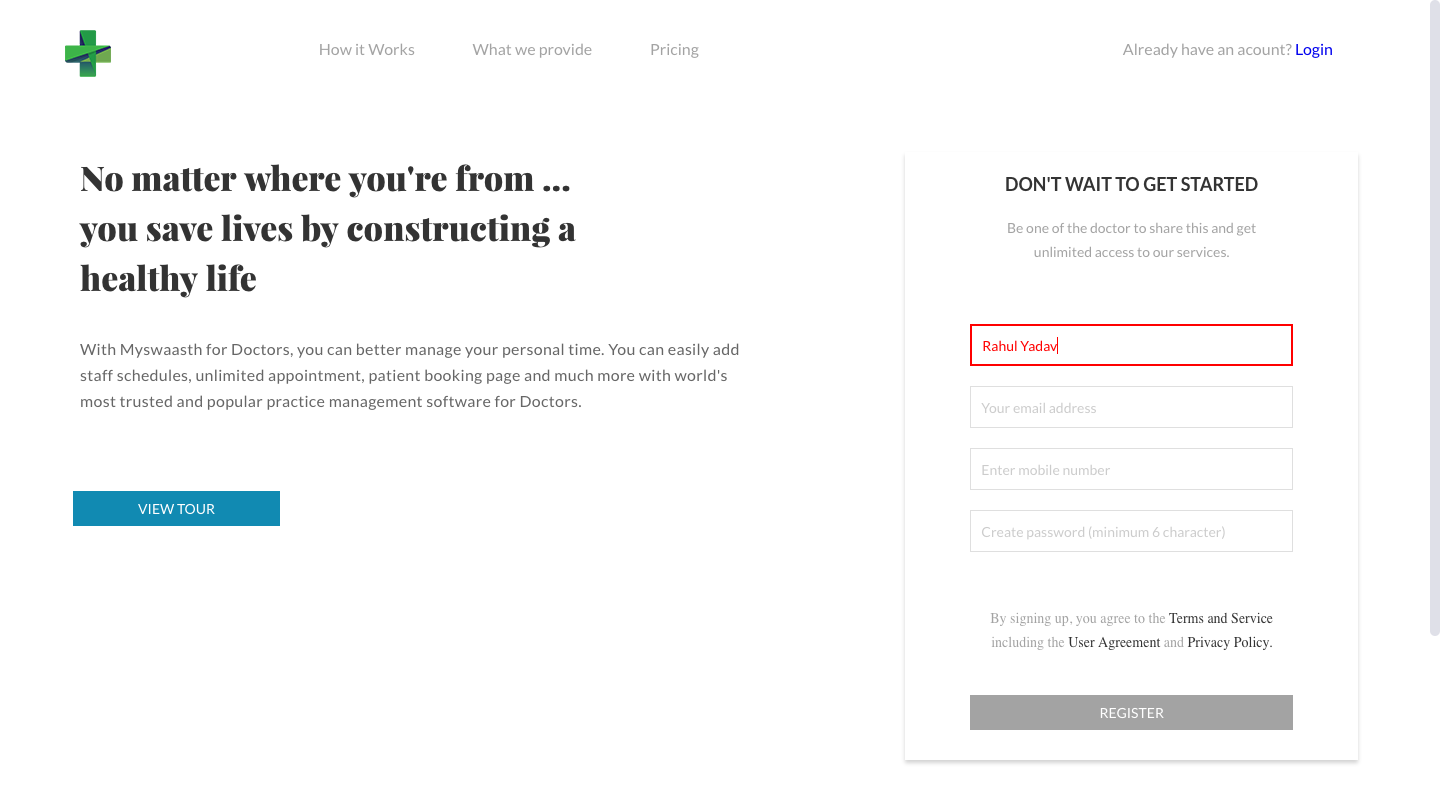 How it Works
What we provide
Pricing
Already have an acount? Login
No matter where you're from ...
you save lives by constructing a
healthy life
With Myswaasth for Doctors, you can better manage your personal time. You can easily add
staff schedules, unlimited appointment, patient booking page and much more with world's
most trusted and popular practice management software for Doctors.
VIEW TOUR
DON'T WAIT TO GET STARTED
Be one of the doctor to share this and get
unlimited access to our services.
Rahul Yadav
Your email address
Enter mobile number
Create password (minimum 6 character)
By signing up, you agree to the Terms and Service
including the User Agreement and Privacy Policy.
REGISTER